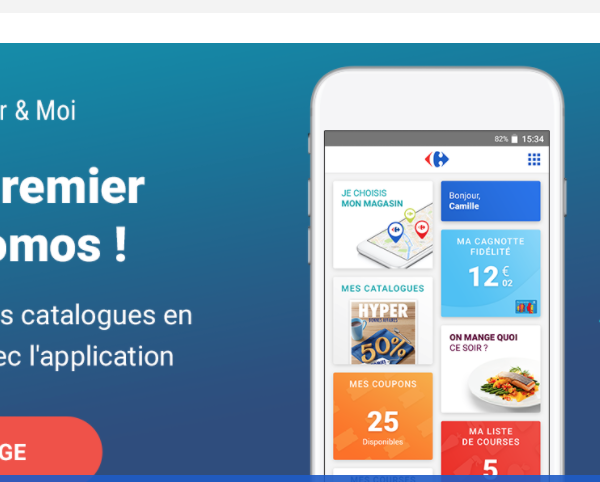 r & Moi
remier
omos !
s catalogues en
ec l'application
GE
82% 15:34
JE CHOISIS
MON MAGASIN
Bonjour,
Camille
MA CAGNOTTE
FIDÉLITÉ
12€02
MES CATALOGUES
HYPER
50%
ON MANGE QUOI
CE SOIR ?
MES COUPONS
25
Disponibles
MA LISTE
DE COURSES
5
MES COURSES